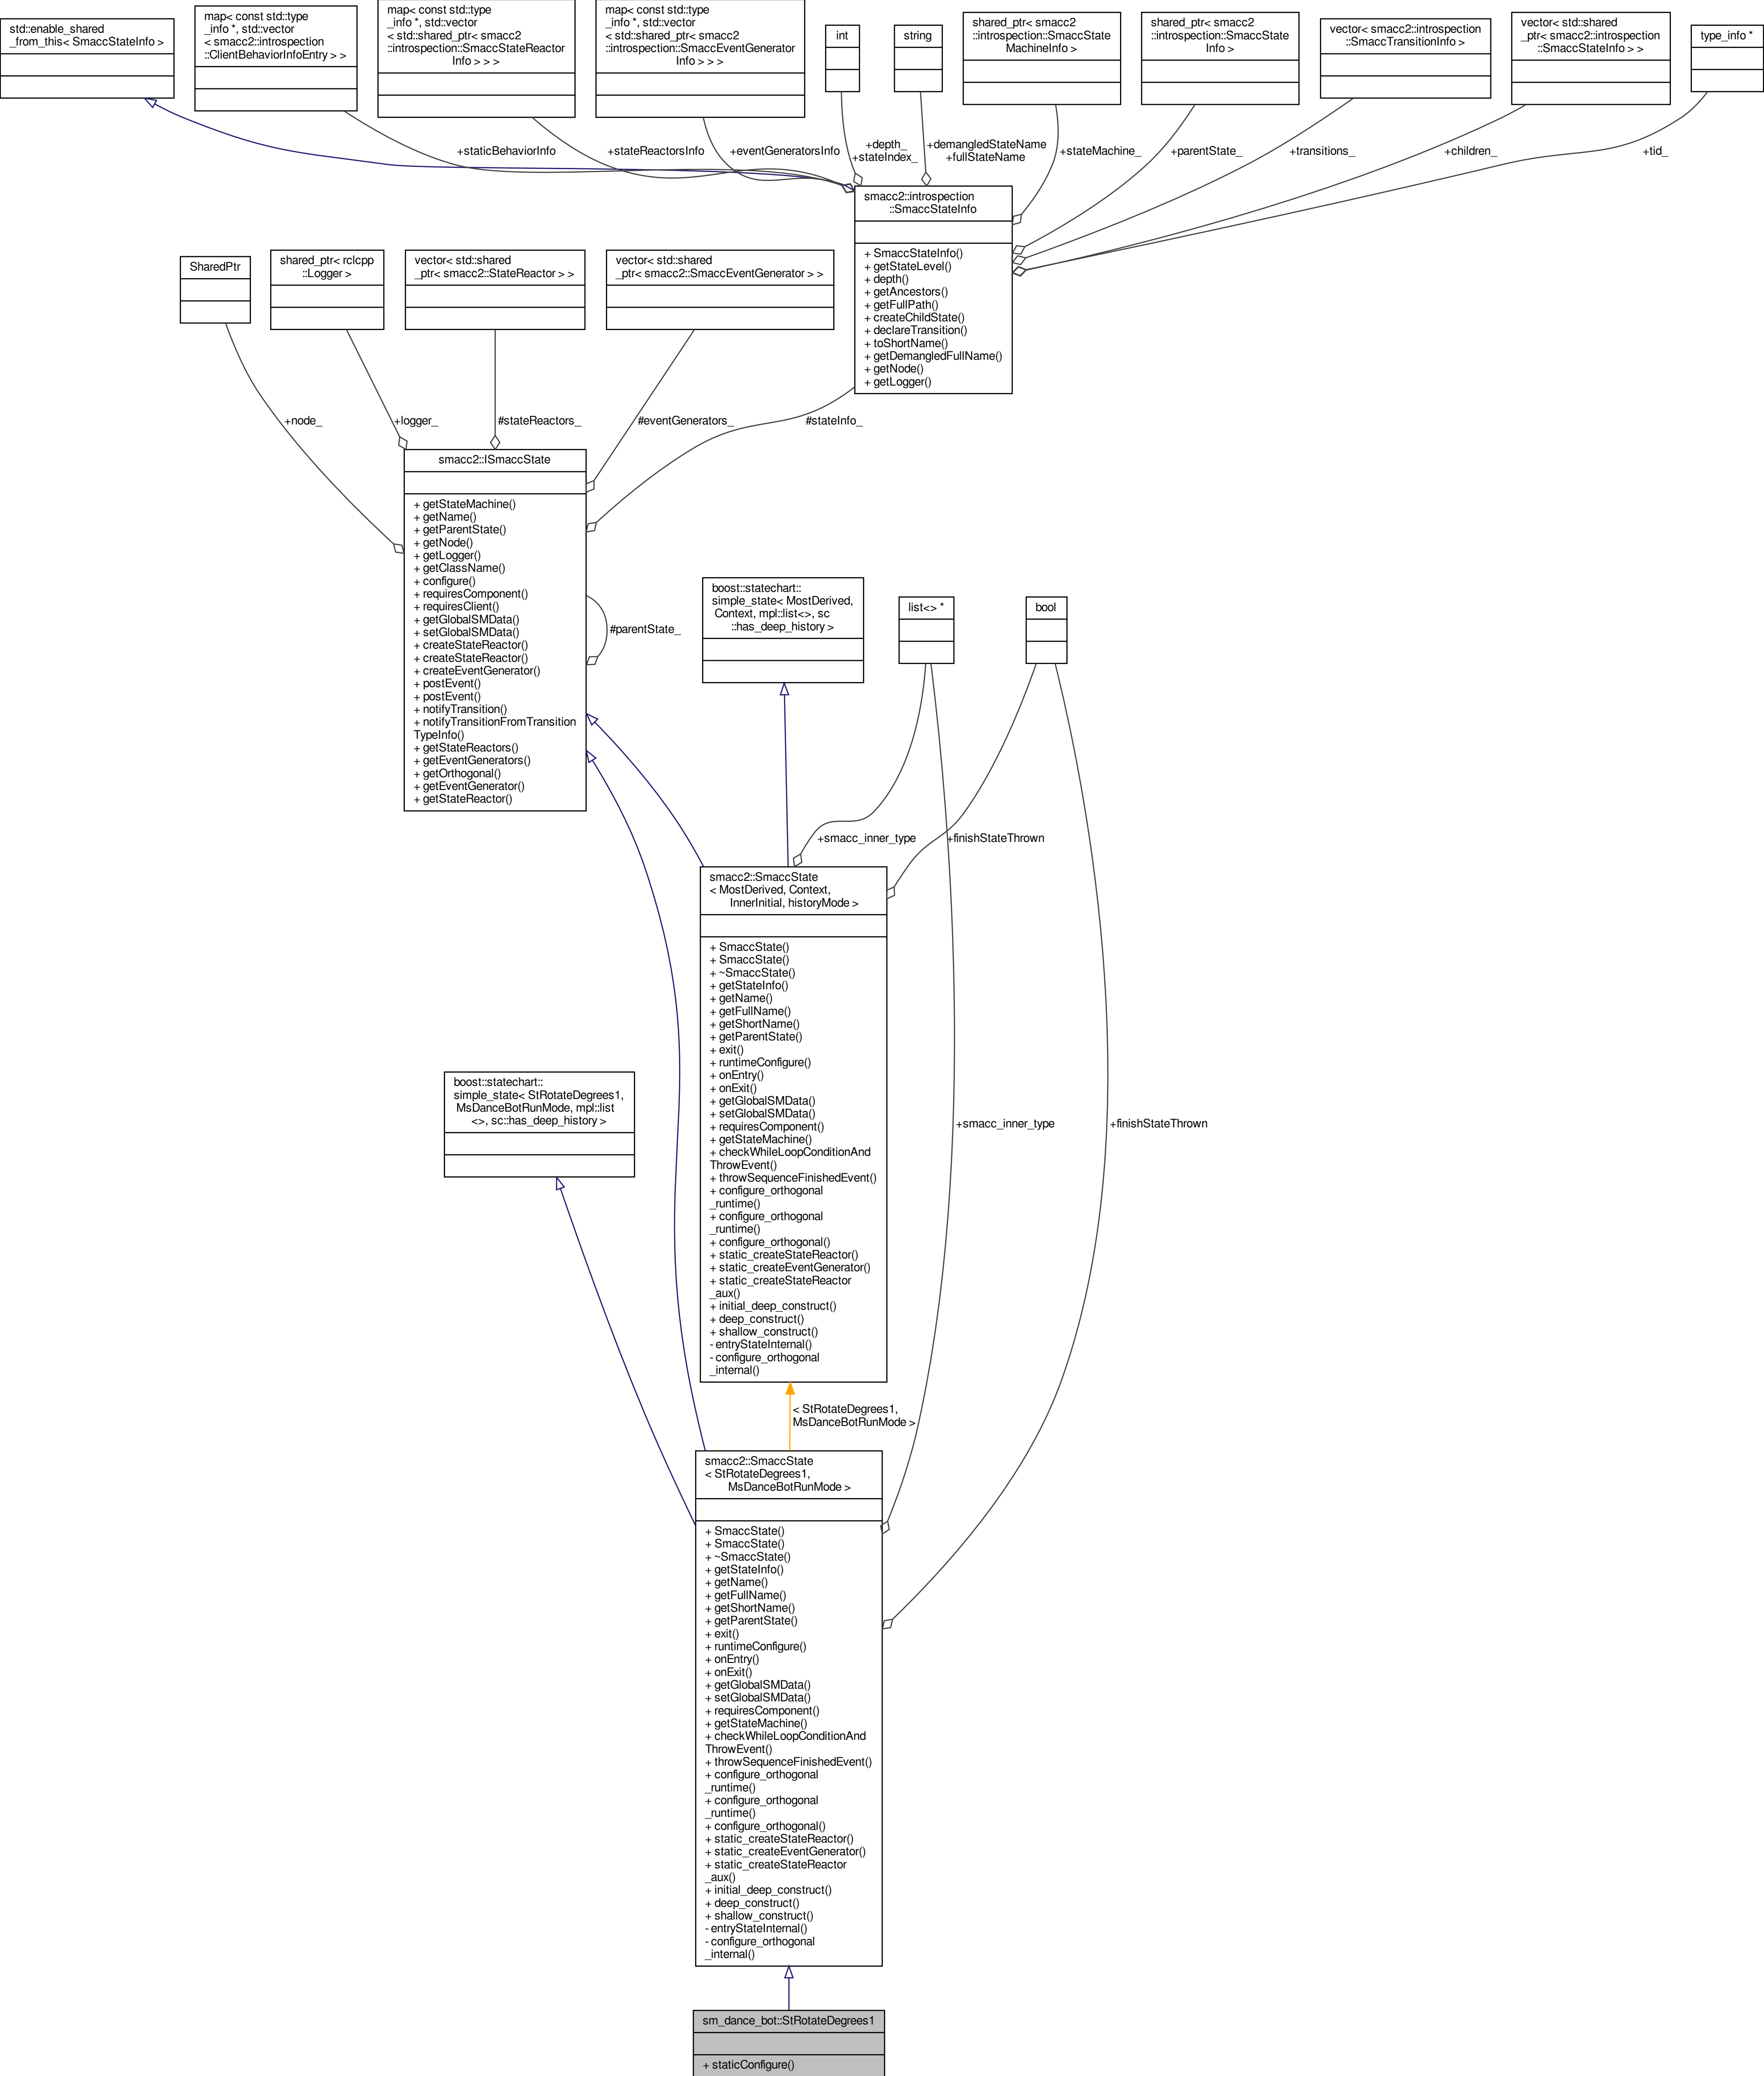 std::enable_shared
_from_this< SmaccStateInfo >
map< const std::type
_info *, std::vector
< smacc2::introspection
::ClientBehaviorInfoEntry > >
map< const std::type
_info *, std::vector
< std::shared_ptr< smacc2
::introspection::SmaccStateReactor
Info > > >
map< const std::type
_info *, std::vector
< std::shared_ptr< smacc2
::introspection::SmaccEventGenerator
Info > > >
int
string
shared_ptr< smacc2
::introspection::SmaccState
MachineInfo >
shared_ptr< smacc2
::introspection::SmaccState
Info >
vector< smacc2::introspection
::SmaccTransitionInfo >
vector< std::shared
_ptr< smacc2::introspection
::SmaccStateInfo > >
type_info *
+staticBehaviorInfo
+stateReactorsInfo
+eventGeneratorsInfo
+depth_
+stateIndex_
+demangledStateName
+fullStateName
+stateMachine_
+parentState_
+transitions_
+children_
+tid_
smacc2::introspection
::SmaccStateInfo
+ SmaccStateInfo()
+ getStateLevel()
+ depth()
+ getAncestors()
+ getFullPath()
+ createChildState()
+ declareTransition()
+ toShortName()
+ getDemangledFullName()
+ getNode()
+ getLogger()
SharedPtr
shared_ptr< rclcpp
::Logger >
vector< std::shared
_ptr< smacc2::StateReactor > >
vector< std::shared
_ptr< smacc2::SmaccEventGenerator > >
+node_
+logger_
#stateReactors_
#eventGenerators_
#stateInfo_
smacc2::ISmaccState
+ getStateMachine()
+ getName()
+ getParentState()
+ getNode()
+ getLogger()
+ getClassName()
+ configure()
+ requiresComponent()
+ requiresClient()
+ getGlobalSMData()
+ setGlobalSMData()
+ createStateReactor()
+ createStateReactor()
+ createEventGenerator()
+ postEvent()
+ postEvent()
+ notifyTransition()
+ notifyTransitionFromTransition
TypeInfo()
+ getStateReactors()
+ getEventGenerators()
+ getOrthogonal()
+ getEventGenerator()
+ getStateReactor()
#parentState_
boost::statechart::
simple_state< MostDerived,
Context, mpl::list<>, sc
::has_deep_history >
list<> *
bool
+smacc_inner_type
+finishStateThrown
smacc2::SmaccState
< MostDerived, Context,
InnerInitial, historyMode >
+ SmaccState()
+ SmaccState()
+ ~SmaccState()
+ getStateInfo()
+ getName()
+ getFullName()
+ getShortName()
+ getParentState()
+ exit()
+ runtimeConfigure()
+ onEntry()
+ onExit()
+ getGlobalSMData()
+ setGlobalSMData()
+ requiresComponent()
+ getStateMachine()
+ checkWhileLoopConditionAnd
ThrowEvent()
+ throwSequenceFinishedEvent()
+ configure_orthogonal
_runtime()
+ configure_orthogonal
_runtime()
+ configure_orthogonal()
+ static_createStateReactor()
+ static_createEventGenerator()
+ static_createStateReactor
_aux()
+ initial_deep_construct()
+ deep_construct()
+ shallow_construct()
- entryStateInternal()
- configure_orthogonal
_internal()
boost::statechart::
simple_state< StRotateDegrees1,
MsDanceBotRunMode, mpl::list
<>, sc::has_deep_history >
+smacc_inner_type
+finishStateThrown
< StRotateDegrees1,
MsDanceBotRunMode >
smacc2::SmaccState
< StRotateDegrees1,
MsDanceBotRunMode >
+ SmaccState()
+ SmaccState()
+ ~SmaccState()
+ getStateInfo()
+ getName()
+ getFullName()
+ getShortName()
+ getParentState()
+ exit()
+ runtimeConfigure()
+ onEntry()
+ onExit()
+ getGlobalSMData()
+ setGlobalSMData()
+ requiresComponent()
+ getStateMachine()
+ checkWhileLoopConditionAnd
ThrowEvent()
+ throwSequenceFinishedEvent()
+ configure_orthogonal
_runtime()
+ configure_orthogonal
_runtime()
+ configure_orthogonal()
+ static_createStateReactor()
+ static_createEventGenerator()
+ static_createStateReactor
_aux()
+ initial_deep_construct()
+ deep_construct()
+ shallow_construct()
- entryStateInternal()
- configure_orthogonal
_internal()
sm_dance_bot::StRotateDegrees1
+ staticConfigure()